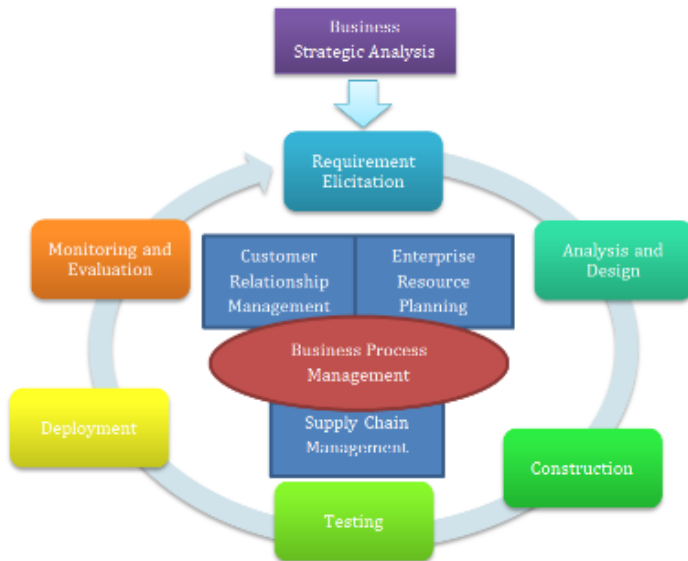 Business
Strategic Analysis
Requirement
Elicitation
Monitoring and
Evaluation
Customer
Relationship
Management
Enterprise
Resource
Planning
Analysis and
Design
Business Process
Management
Deployment
Supply Chain
Management
Construction
Testing